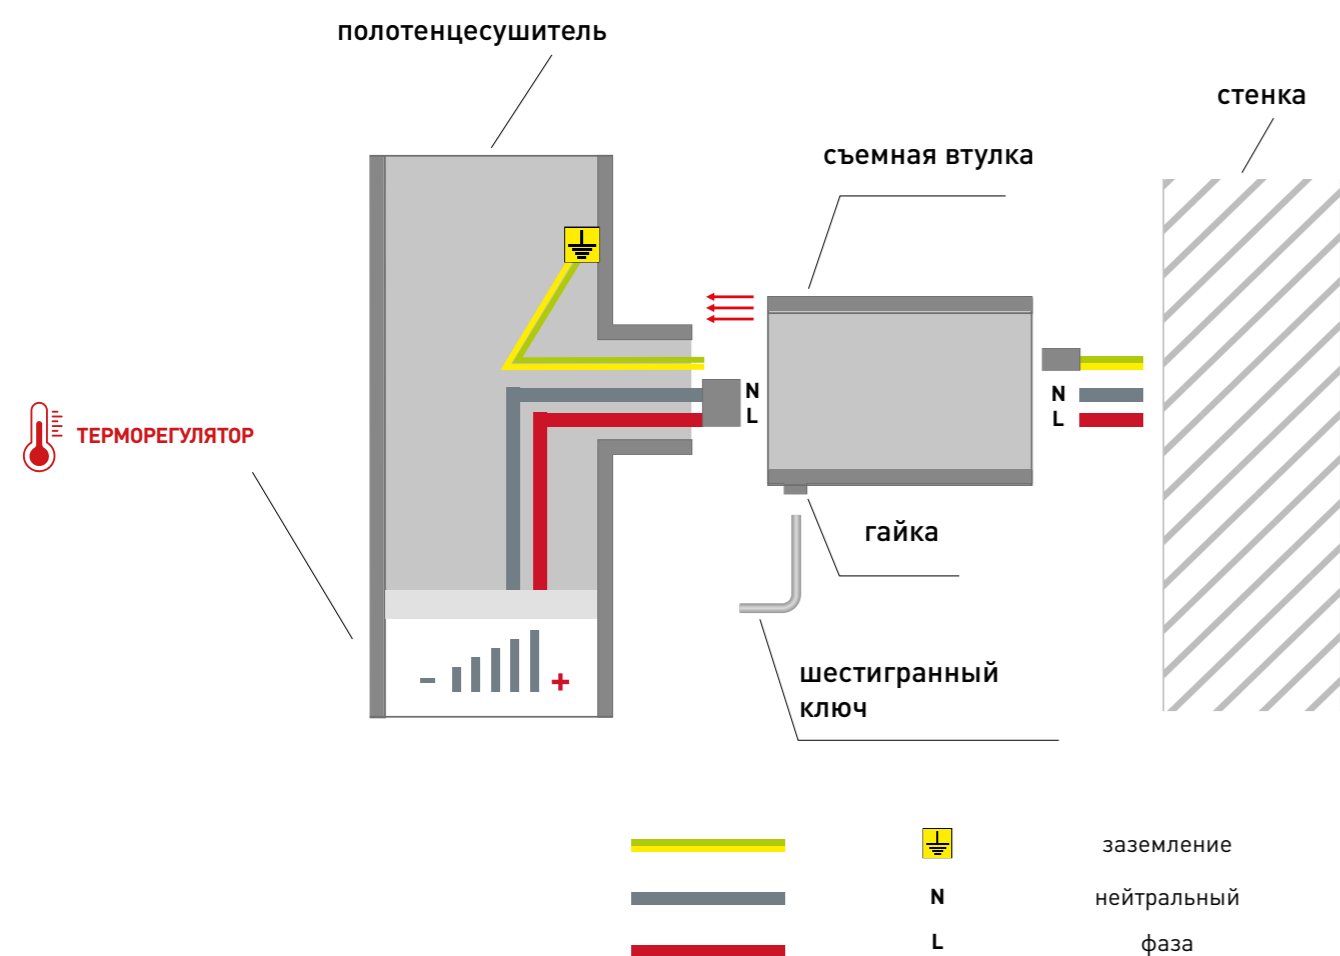 полотенцесушитель
стенка
съемная втулка
N
L
N
L
ТЕРМОРЕГУЛЯТОР
гайка
- +
шестигранный
ключ
заземление
N нейтральный
L фаза